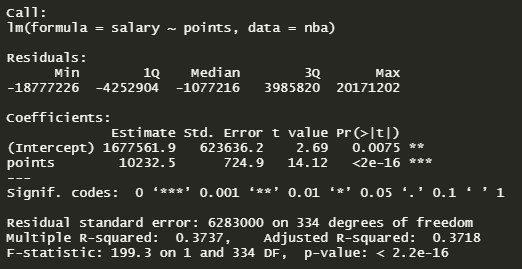 Call:
lm(formula = salary ~ points, data = nba)
Residuals:
Min 1Q Median 3Q Max
-18777226 -4252904 -1077216 3985820 20171202
Coefficients:
Estimate Std. Error t value Pr(>|t|)
(Intercept) 1677561.9 623636.2 2.69 0.0075 **
points 10232.5 724.9 14.12 <2e-16 ***
---
Signif. codes: 0 ‘***’ 0.001 ‘**’ 0.01 ‘*’ 0.05 ‘.’ 0.1 ‘ ’ 1
Residual standard error: 6283000 on 334 degrees of freedom
Multiple R-squared: 0.3737, Adjusted R-squared: 0.3718
F-statistic: 199.3 on 1 and 334 DF, p-value: < 2.2e-16